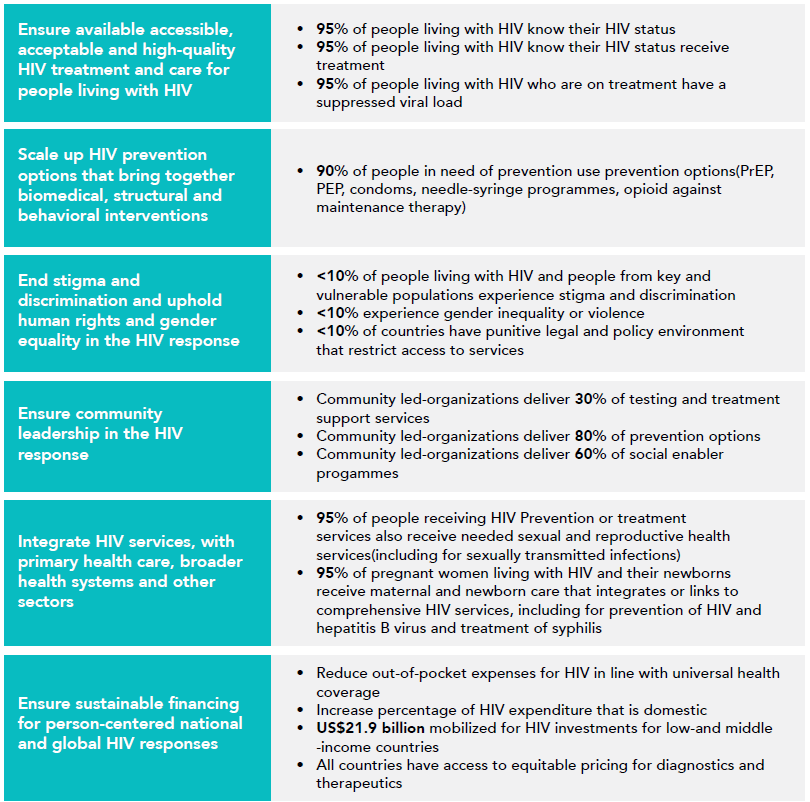 Ensure available accessible,
acceptable and high-quality
HIV treatment and care for
people living with HIV
• 95% of people living with HIV know their HIV status
• 95% of people living with HIV know their HIV status receive
treatment
• 95% of people living with HIV who are on treatment have a
suppressed viral load
Scale up HIV prevention
options that bring together
biomedical, structural and
behavioral interventions
• 90% of people in need of prevention use prevention options(PrEP,
PEP, condoms, needle-syringe programmes, opioid against
maintenance therapy)
End stigma and
discrimination and uphold
human rights and gender
equality in the HIV response
• <10% of people living with HIV and people from key and
vulnerable populations experience stigma and discrimination
• <10% experience gender inequality or violence
• <10% of countries have punitive legal and policy environment
that restrict access to services
Ensure community
leadership in the HIV
response
• Community led-organizations deliver 30% of testing and treatment
support services
• Community led-organizations deliver 80% of prevention options
• Community led-organizations deliver 60% of social enabler
progammes
Integrate HIV services, with
primary health care, broader
health systems and other
sectors
• 95% of people receiving HIV Prevention or treatment
services also receive needed sexual and reproductive health
services(including for sexually transmitted infections)
• 95% of pregnant women living with HIV and their newborns
receive maternal and newborn care that integrates or links to
comprehensive HIV services, including for prevention of HIV and
hepatitis B virus and treatment of syphilis
Ensure sustainable financing
for person-centered national
and global HIV responses
• Reduce out-of-pocket expenses for HIV in line with universal health
coverage
• Increase percentage of HIV expenditure that is domestic
• US$21.9 billion mobilized for HIV investments for low-and middle
-income countries
• All countries have access to equitable pricing for diagnostics and
therapeutics